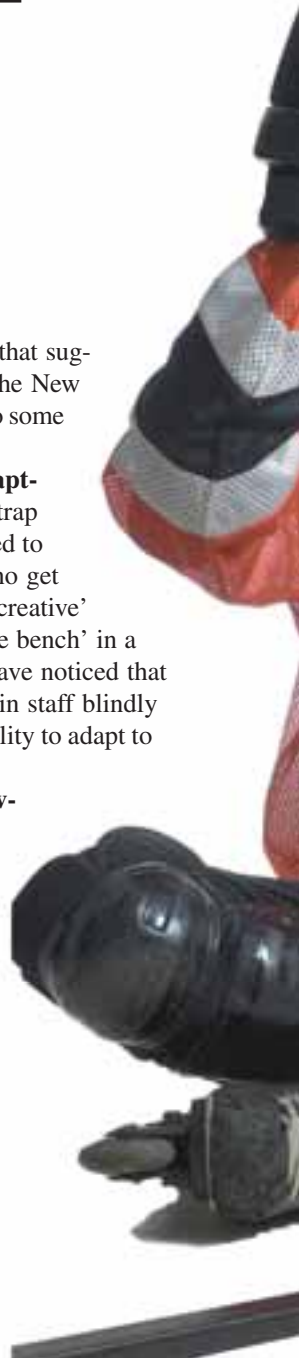 that sug-
he New
some
apt-
trap
ed to
no get
creative’
e bench’ in a
ave noticed that
in staff blindly
lity to adapt to
v-